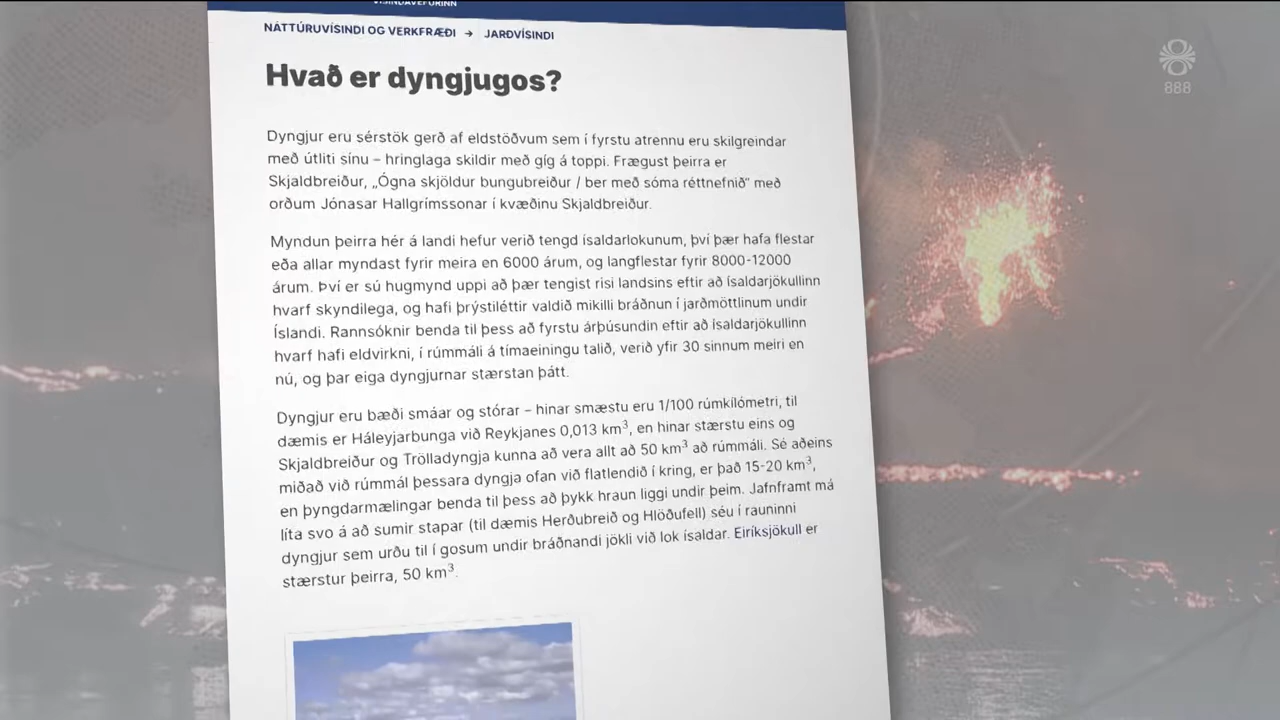 VÍSINDAVEFURINN
NÁTTÚRUVÍSINDI OG VERKFRÆÐI → JARÐVÍSINDI
Hvað er dyngjugos?
Dyngjur eru sérstök gerð af eldstöðvum sem í fyrstu atrennu eru skilgreindar
með útliti sínu – hringlaga skildir með gíg á toppi. Frægust þeirra er
Skjaldbreiður, „Ógna skjöldur bungubreiður / ber með sóma réttnefnið“ með
orðum Jónasar Hallgrímssonar í kvæðinu Skjaldbreiður.
Myndun þeirra hér á landi hefur verið tengd ísaldarlokunum, því þær hafa flestar
eða allar myndast fyrir meira en 6000 árum, og langflestar fyrir 8000-12000
árum. Því er sú hugmynd uppi að þær tengist risi landsins eftir að ísaldarjökullinn
hvarf skyndilega, og hafi þrýstiléttir valdið mikilli bráðnun í jarðmöttlinum undir
Íslandi. Rannsóknir benda til þess að fyrstu árþúsundin eftir að ísaldarjökullinn
hvarf hafi eldvirkni, í rúmmáli á tímaeiningu talið, verið yfir 30 sinnum meiri en
nú, og þar eiga dyngjurnar stærstan þátt.
Dyngjur eru bæði smáar og stórar – hinar smæstu eru 1/100 rúmkílómetri, til
dæmis er Háleyjarbunga við Reykjanes 0,013 km³, en hinar stærstu eins og
Skjaldbreiður og Trölladyngja kunna að vera allt að 50 km³ að rúmmáli. Sé aðeins
miðað við rúmmál þessara dyngja ofan við flatlendið í kring, er það 15-20 km³,
en þyngdarmælingar benda til þess að þykk hraun liggi undir þeim. Jafnframt má
líta svo á að sumir stapar (til dæmis Herðubreið og Hlöðufell) séu í rauninni
dyngjur sem urðu til í gosum undir bráðnandi jökli við lok ísaldar. Eiríksjökull er
stærstur þeirra, 50 km³.
888